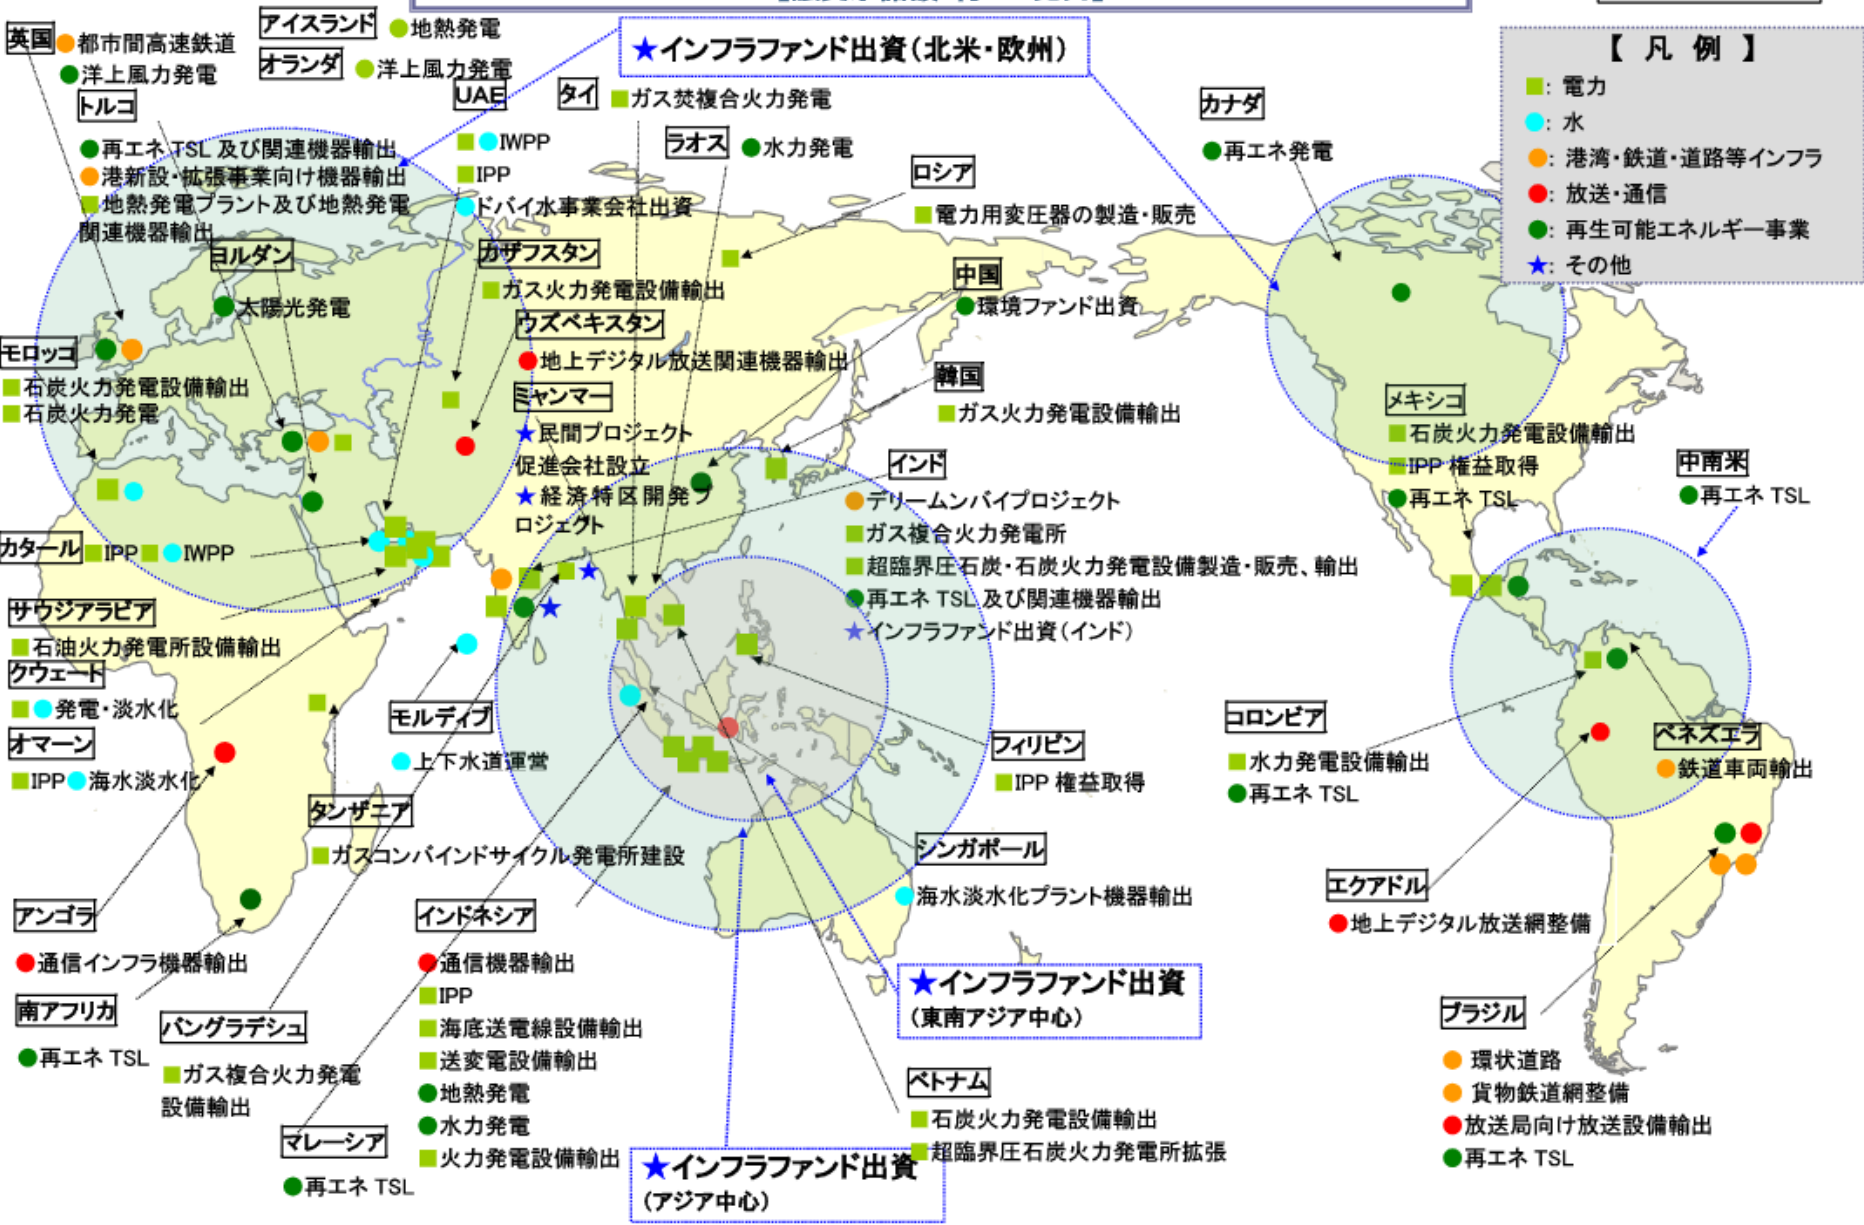 英国
●都市間高速鉄道
●洋上風力発電
アイスランド ●地熱発電
オランダ ●洋上風力発電
★インフラファンド出資(北米・欧州)
【 凡 例 】
■: 電力
●: 水
●: 港湾・鉄道・道路等インフラ
●: 放送・通信
●: 再生可能エネルギー事業
★: その他
トルコ
●再エネ TSL 及び関連機器輸出
●港新設・拡張事業向け機器輸出
■地熱発電プラント及び地熱発電
関連機器輸出
UAE
■●IWPP
■IPP
●ドバイ水事業会社出資
タイ ■ガス焚複合火力発電
ラオス ●水力発電
ロシア
■電力用変圧器の製造・販売
カナダ
●再エネ発電
ヨルダン
●太陽光発電
カザフスタン
■ガス火力発電設備輸出
ウズベキスタン
●地上デジタル放送関連機器輸出
中国
●環境ファンド出資
韓国
■ガス火力発電設備輸出
モロッコ
■石炭火力発電設備輸出
■石炭火力発電
ミャンマー
★民間プロジェクト
促進会社設立
★経済特区開発プ
ロジェクト
インド
●デリームンバイプロジェクト
■ガス複合火力発電所
■超臨界圧石炭・石炭火力発電設備製造・販売、輸出
●再エネ TSL 及び関連機器輸出
★インフラファンド出資(インド)
メキシコ
■石炭火力発電設備輸出
■IPP 権益取得
●再エネ TSL
中南米
●再エネ TSL
カタール ■IPP ■●IWPP
サウジアラビア
■石油火力発電所設備輸出
クウェート
■●発電・淡水化
オマーン
■IPP●海水淡水化
モルディブ
●上下水道運営
フィリピン
■IPP 権益取得
コロンビア
■水力発電設備輸出
●再エネ TSL
ベネズエラ
●鉄道車両輸出
タンザニア
■ガスコンバインドサイクル発電所建設
シンガポール
●海水淡水化プラント機器輸出
エクアドル
●地上デジタル放送網整備
アンゴラ
●通信インフラ機器輸出
南アフリカ
●再エネ TSL
バングラデシュ
■ガス複合火力発電
設備輸出
インドネシア
●通信機器輸出
■IPP
■海底送電線設備輸出
■送変電設備輸出
●地熱発電
●水力発電
■火力発電設備輸出
マレーシア
●再エネ TSL
★インフラファンド出資
(東南アジア中心)
ベトナム
■石炭火力発電設備輸出
■超臨界圧石炭火力発電所拡張
★インフラファンド出資
(アジア中心)
ブラジル
● 環状道路
● 貨物鉄道網整備
●放送局向け放送設備輸出
●再エネ TSL